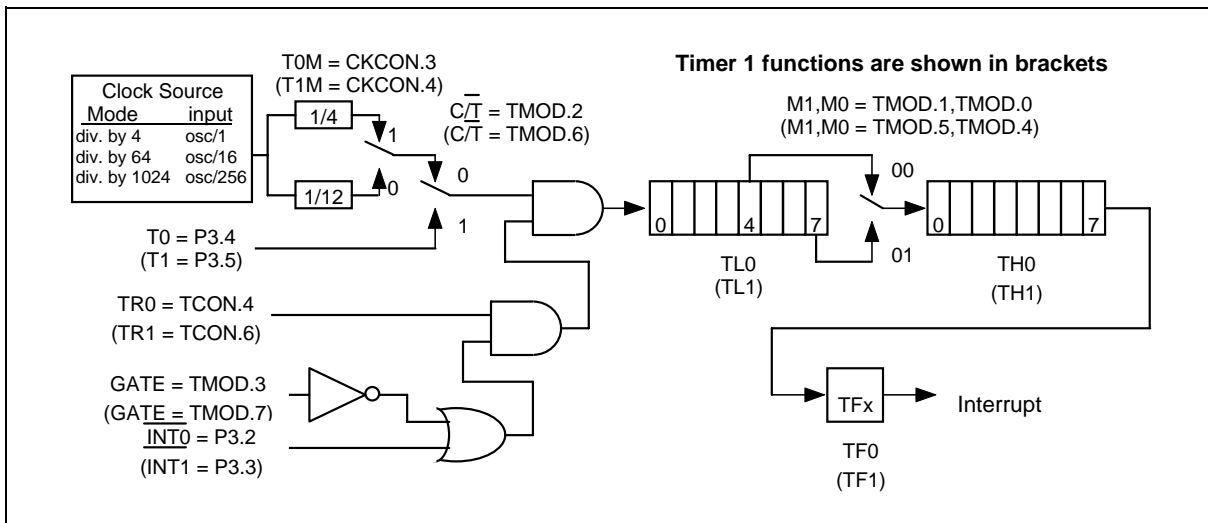 T0M = CKCON.3
(T1M = CKCON.4)
Timer 1 functions are shown in brackets
Clock Source
Mode input
div. by 4 osc/1
div. by 64 osc/16
div. by 1024 osc/256
1/4
1
0
1/12
C/T = TMOD.2
(C/T = TMOD.6)
0
1
M1,M0 = TMOD.1,TMOD.0
(M1,M0 = TMOD.5,TMOD.4)
00
01
0 4 7
0 7
T0 = P3.4
(T1 = P3.5)
TL0
(TL1)
TH0
(TH1)
TR0 = TCON.4
(TR1 = TCON.6)
GATE = TMOD.3
(GATE = TMOD.7)
INT0 = P3.2
(INT1 = P3.3)
TFx
Interrupt
TF0
(TF1)